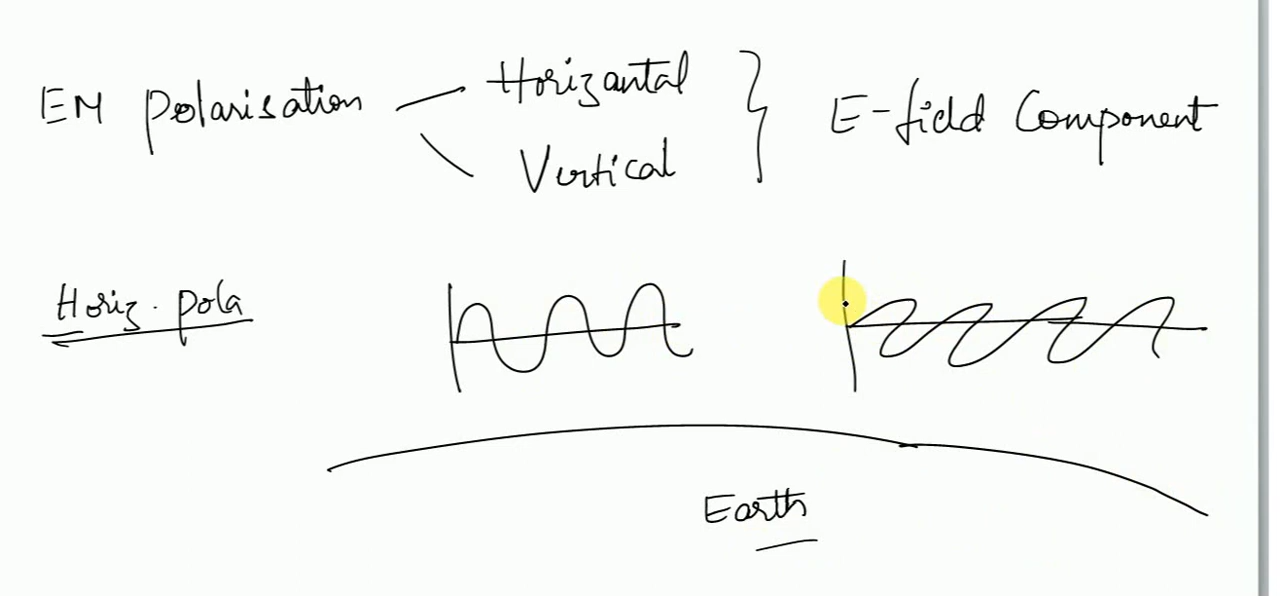 EM Polarisation
Horizantal
Vertical
E-field Component
Horiz. pola
Earth